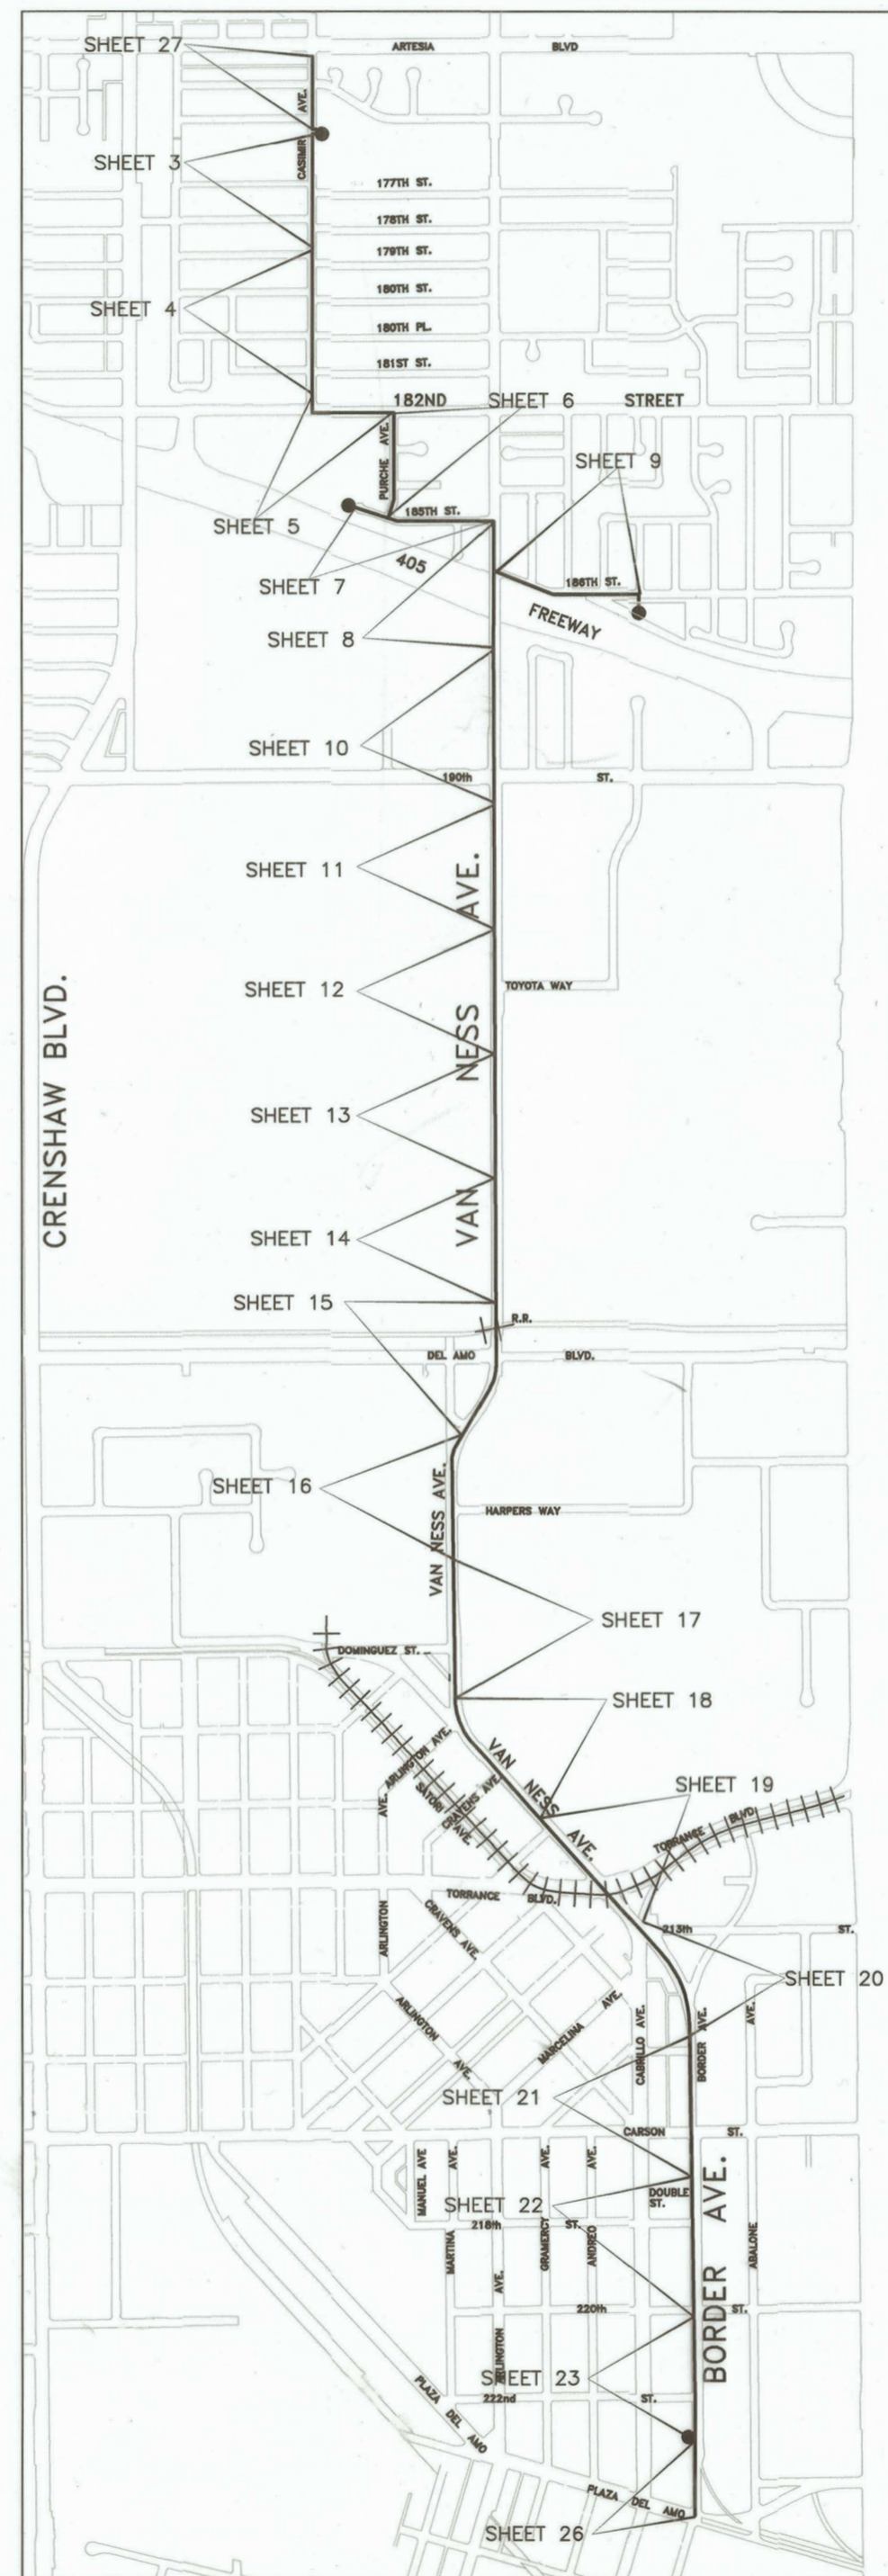 SHEET 27
ARTESIA BLVD
CASIMIR AVE.
SHEET 3
177TH ST.
178TH ST.
179TH ST.
SHEET 4
180TH ST.
180TH PL.
181ST ST.
182ND STREET
SHEET 6
PURCHE AVE.
SHEET 9
SHEET 5
185TH ST.
405 FREEWAY
SHEET 7
186TH ST.
SHEET 8
SHEET 10
190th ST.
SHEET 11
VAN NESS AVE.
CRENSHAW BLVD.
SHEET 12
TOYOTA WAY
SHEET 13
SHEET 14
SHEET 15
R.R.
DEL AMO BLVD.
SHEET 16
VAN NESS AVE.
HARPERS WAY
SHEET 17
DOMINGUEZ ST.
SHEET 18
VAN NESS AVE.
ARLINGTON AVE.
SATORI AVE.
CRAVENS AVE.
SHEET 19
TORRANCE BLVD
ARLINGTON AVE.
TORRANCE BLVD.
CRAVENS AVE.
213th ST.
SHEET 20
ARLINGTON AVE.
MARCELINA AVE.
CABRILLO AVE.
BORDER AVE.
AVE.
SHEET 21
CARSON ST.
MANUEL AVE
MARTINA AVE.
GRAMERCY AVE.
ANDREO AVE.
DOUBLE ST.
SHEET 22
218th ST.
BORDER AVE.
ABALONE
ARLINGTON AVE.
220th ST.
SHEET 23
222nd ST.
PLAZA DEL AMO
PLAZA DEL AMO
SHEET 26